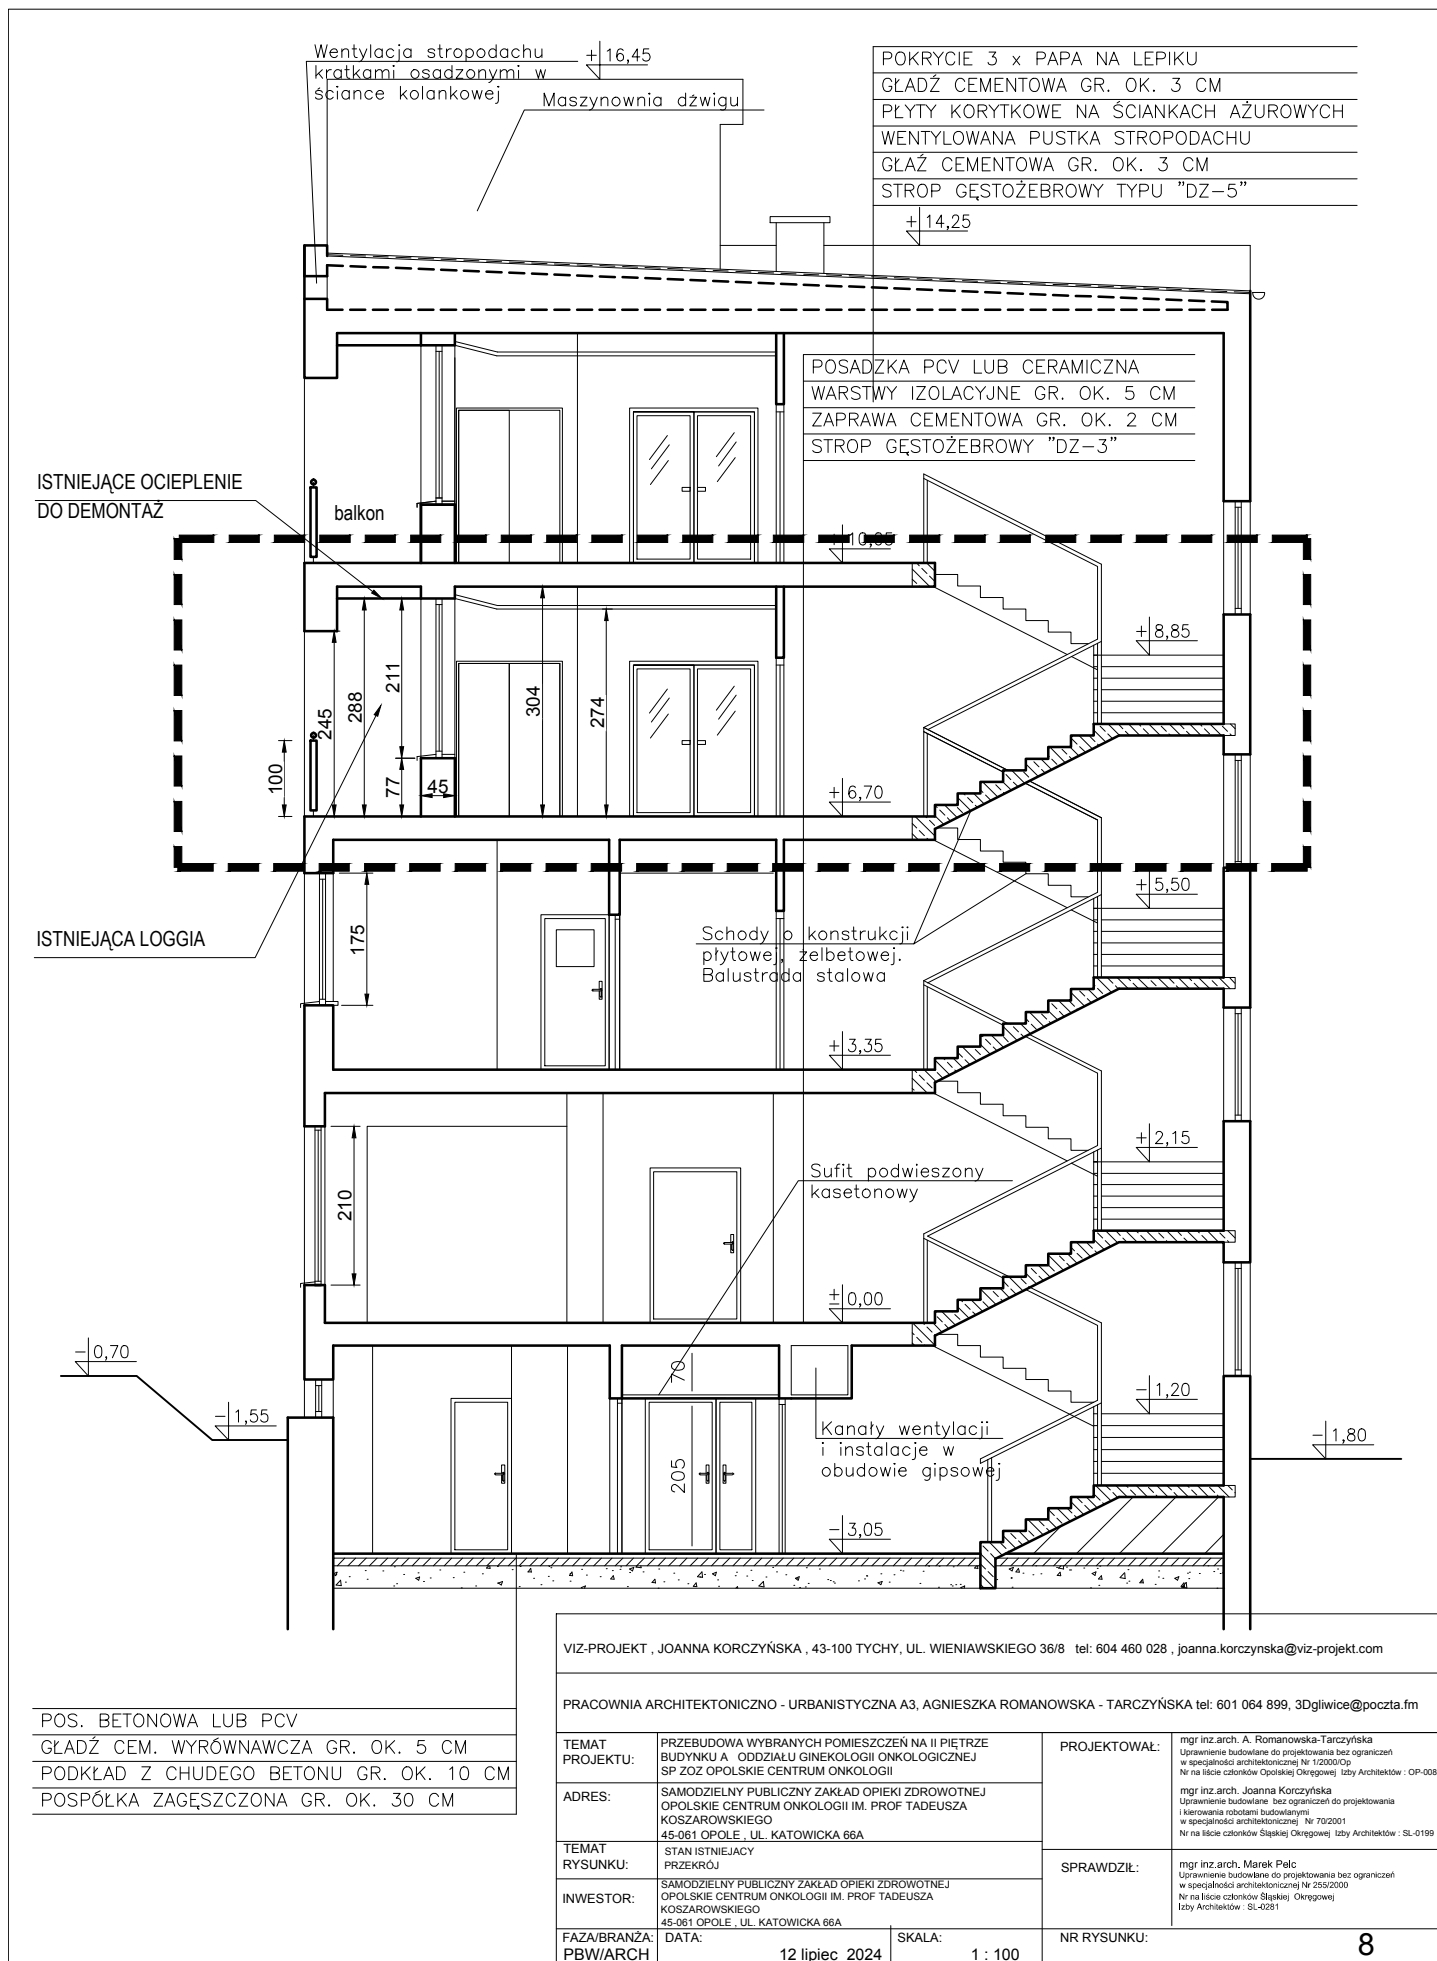 Wentylacja stropodachu
kratkami osadzonymi w
ściance kolankowej
+16,45
Maszynownia dźwigu
POKRYCIE 3 x PAPA NA LEPIKU
GŁADŹ CEMENTOWA GR. OK. 3 CM
PŁYTY KORYTKOWE NA ŚCIANKACH AŻUROWYCH
WENTYLOWANA PUSTKA STROPODACHU
GŁAŹ CEMENTOWA GR. OK. 3 CM
STROP GĘSTOŻEBROWY TYPU "DZ-5"
+14,25
POSADZKA PCV LUB CERAMICZNA
WARSTWY IZOLACYJNE GR. OK. 5 CM
ZAPRAWA CEMENTOWA GR. OK. 2 CM
STROP GĘSTOŻEBROWY "DZ-3"
ISTNIEJĄCE OCIEPLENIE
DO DEMONTAŻ
balkon
+10,05
+8,85
100
245
288
211
77
45
304
274
+6,70
+5,50
ISTNIEJĄCA LOGGIA
175
Schody o konstrukcji
płytowej, żelbetowej.
Balustrada stalowa
+3,35
+2,15
210
Sufit podwieszony
kasetonowy
±0,00
-0,70
-1,55
70
205
Kanały wentylacji
i instalacje w
obudowie gipsowej
-1,20
-1,80
-3,05
POS. BETONOWA LUB PCV
GŁADŹ CEM. WYRÓWNAWCZA GR. OK. 5 CM
PODKŁAD Z CHUDEGO BETONU GR. OK. 10 CM
POSPÓŁKA ZAGĘSZCZONA GR. OK. 30 CM
VIZ-PROJEKT , JOANNA KORCZYŃSKA , 43-100 TYCHY, UL. WIENIAWSKIEGO 36/8 tel: 604 460 028 , joanna.korczynska@viz-projekt.com
PRACOWNIA ARCHITEKTONICZNO - URBANISTYCZNA A3, AGNIESZKA ROMANOWSKA - TARCZYŃSKA tel: 601 064 899, 3Dgliwice@poczta.fm
TEMAT
PROJEKTU:
PRZEBUDOWA WYBRANYCH POMIESZCZEŃ NA II PIĘTRZE
BUDYNKU A ODDZIAŁU GINEKOLOGII ONKOLOGICZNEJ
SP ZOZ OPOLSKIE CENTRUM ONKOLOGII
ADRES:
SAMODZIELNY PUBLICZNY ZAKŁAD OPIEKI ZDROWOTNEJ
OPOLSKIE CENTRUM ONKOLOGII IM. PROF TADEUSZA
KOSZAROWSKIEGO
45-061 OPOLE , UL. KATOWICKA 66A
TEMAT
RYSUNKU:
STAN ISTNIEJACY
PRZEKRÓJ
INWESTOR:
SAMODZIELNY PUBLICZNY ZAKŁAD OPIEKI ZDROWOTNEJ
OPOLSKIE CENTRUM ONKOLOGII IM. PROF TADEUSZA
KOSZAROWSKIEGO
45-061 OPOLE , UL. KATOWICKA 66A
FAZA/BRANŻA:
PBW/ARCH
DATA:
12 lipiec 2024
SKALA:
1 : 100
PROJEKTOWAŁ:
mgr inz.arch. A. Romanowska-Tarczyńska
Uprawnienie budowlane do projektowania bez ograniczeń
w specjalności architektonicznej Nr 1/2000/Op
Nr na liście członków Opolskiej Okręgowej Izby Architektów : OP-008
mgr inz.arch. Joanna Korczyńska
Uprawnienie budowlane bez ograniczeń do projektowania
i kierowania robotami budowlanymi
w specjalności architektonicznej Nr 70/2001
Nr na liście członków Śląskiej Okręgowej Izby Architektów : SL-0199
SPRAWDZIŁ:
mgr inz.arch. Marek Pelc
Uprawnienie budowlane do projektowania bez ograniczeń
w specjalności architektonicznej Nr 255/2000
Nr na liście członków Śląskiej Okręgowej
Izby Architektów : SL-0281
NR RYSUNKU:
8